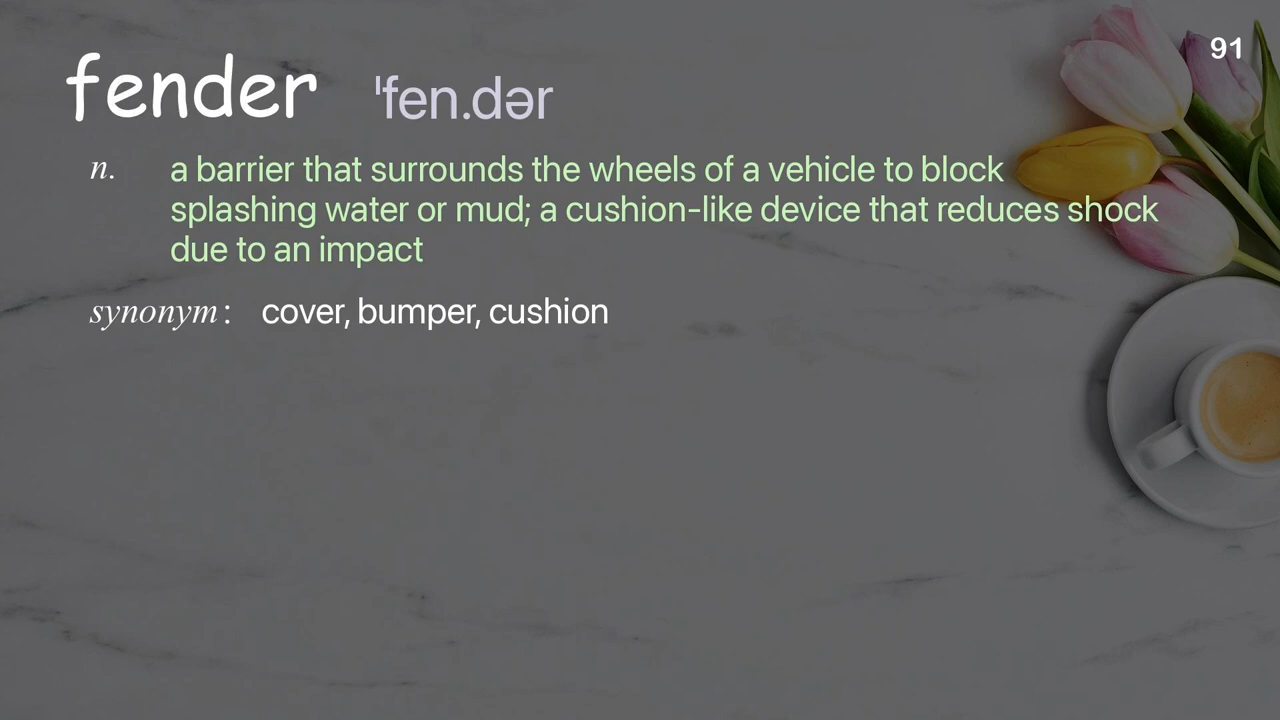 91
fender ˈfen.dər
n. a barrier that surrounds the wheels of a vehicle to block
splashing water or mud; a cushion-like device that reduces shock
due to an impact
synonym: cover, bumper, cushion